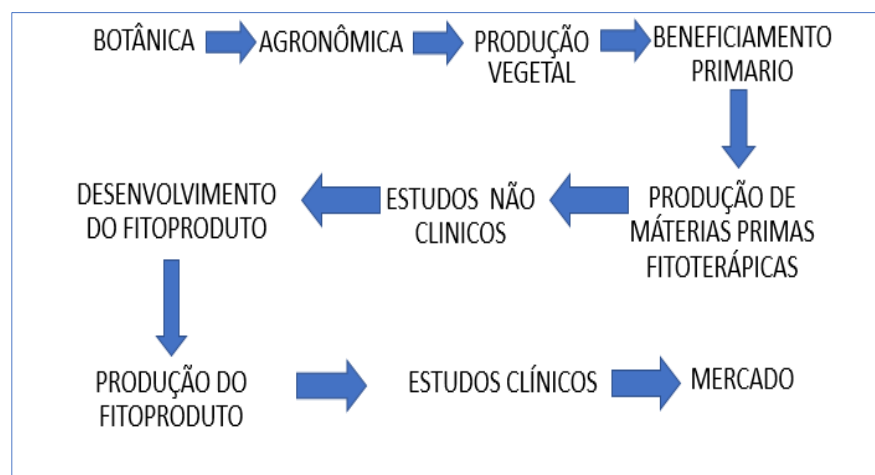 BOTÂNICA
AGRONÔMICA
PRODUÇÃO
VEGETAL
BENEFICIAMENTO
PRIMARIO
PRODUÇÃO DE
MÁTERIAS PRIMAS
FITOTERÁPICAS
ESTUDOS NÃO
CLINICOS
DESENVOLVIMENTO
DO FITOPRODUTO
PRODUÇÃO DO
FITOPRODUTO
ESTUDOS CLÍNICOS
MERCADO